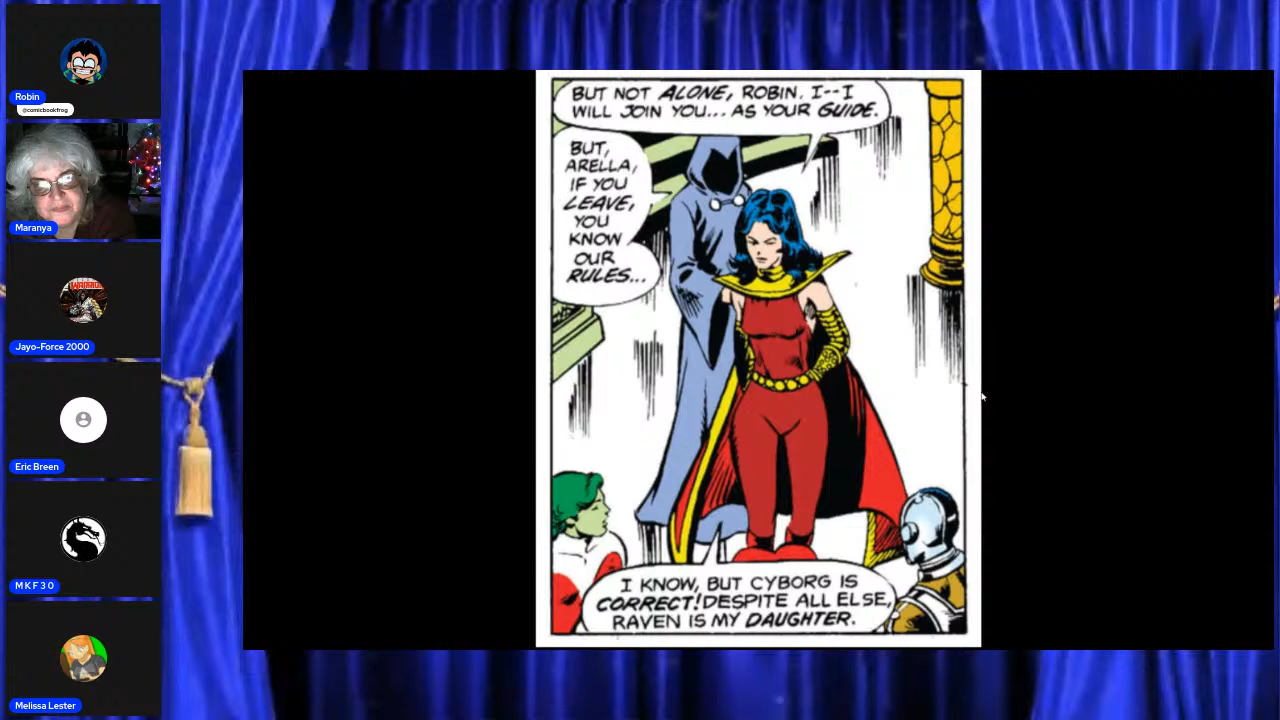 Robin
@comicbookfrog
Maranya
Jayo-Force 2000
Eric Breen
M K F 3 0
Melissa Lester
BUT NOT ALONE, ROBIN. I--I
WILL JOIN YOU... AS YOUR GUIDE.
BUT,
ARELLA,
IF YOU
LEAVE,
YOU
KNOW
OUR
RULES...
I KNOW, BUT CYBORG IS
CORRECT! DESPITE ALL ELSE,
RAVEN IS MY DAUGHTER.